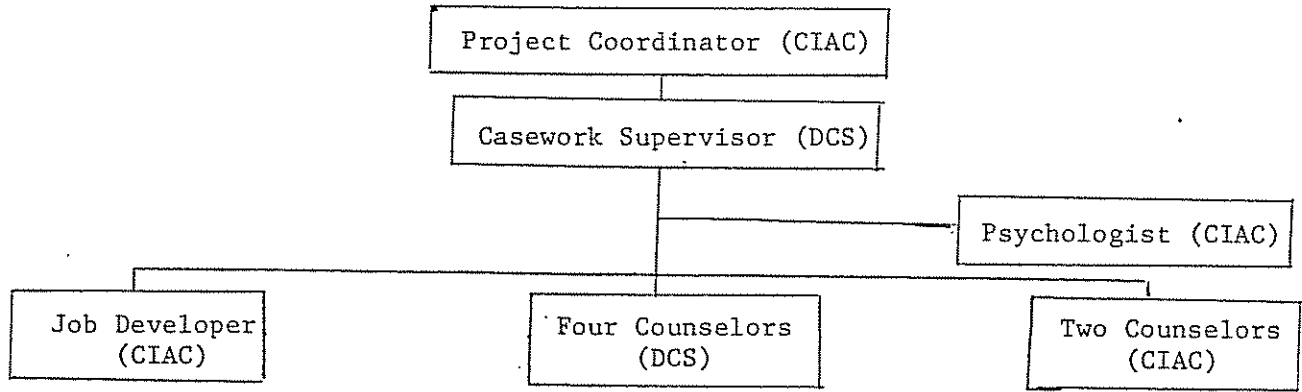 Project Coordinator (CIAC)
Casework Supervisor (DCS)
Psychologist (CIAC)
Job Developer
(CIAC)
Four Counselors
(DCS)
Two Counselors
(CIAC)